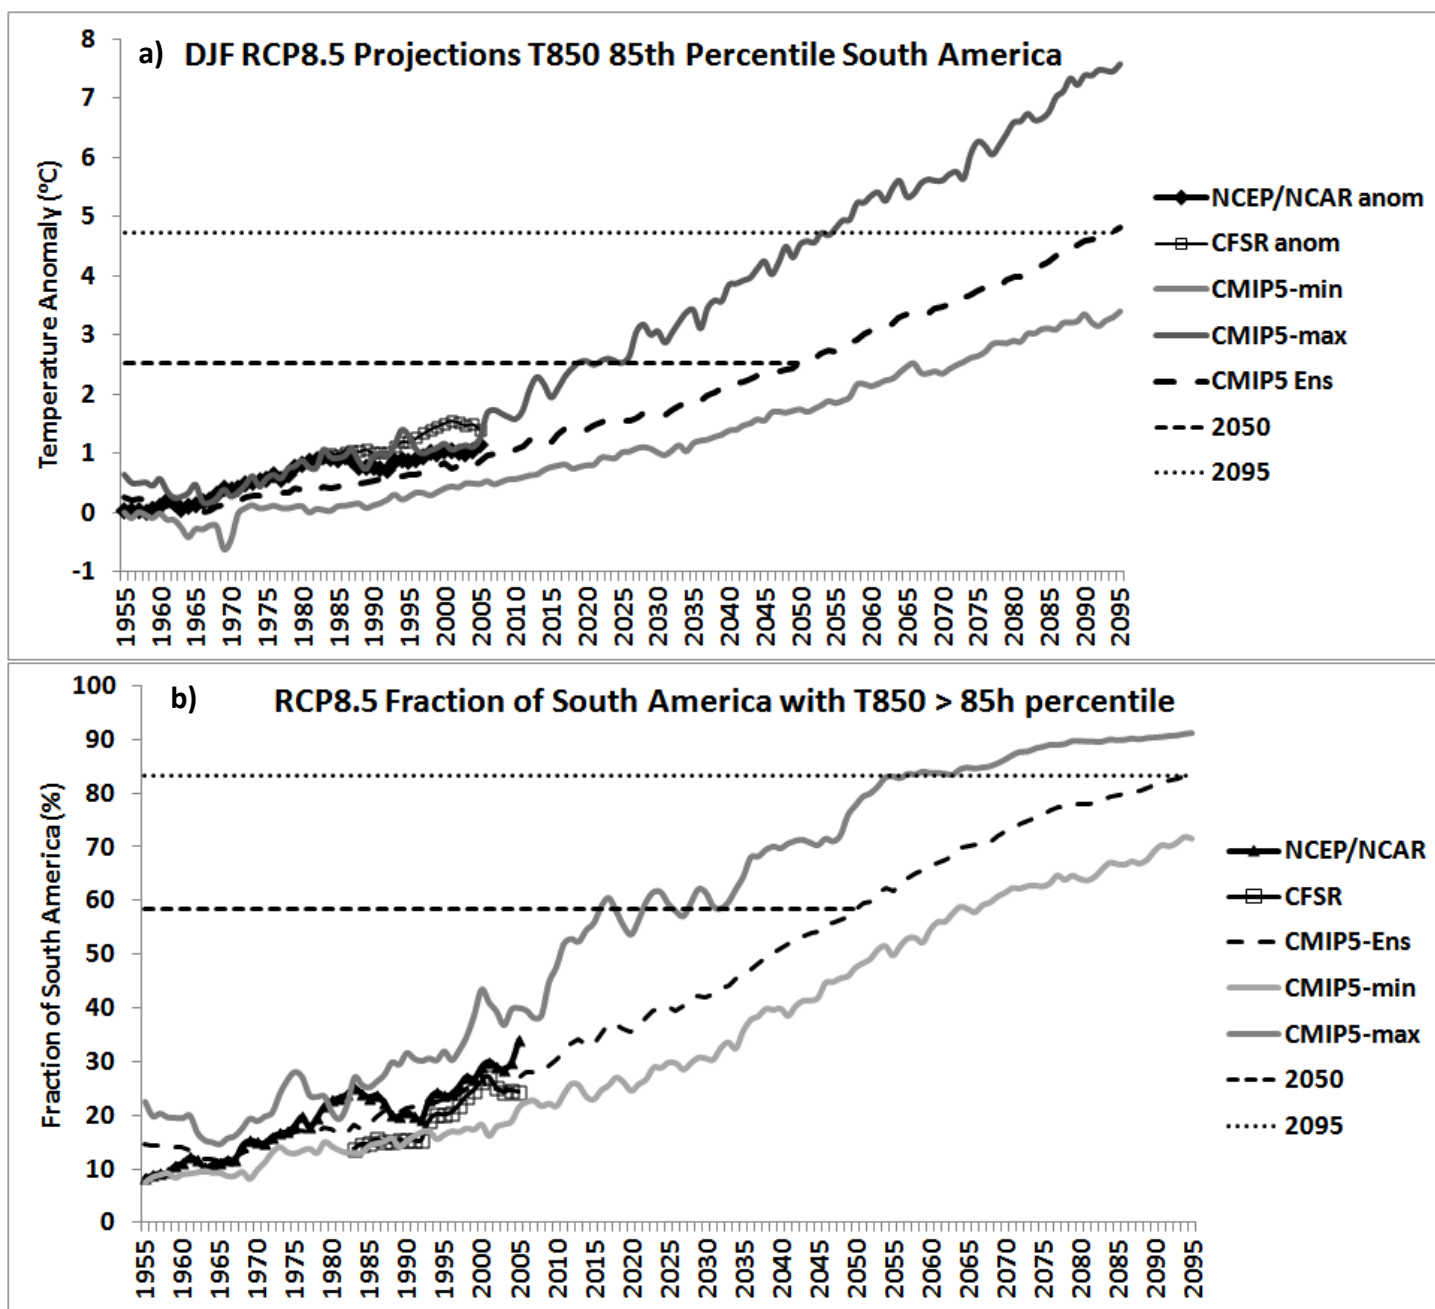 a) DJF RCP8.5 Projections T850 85th Percentile South America
Temperature Anomaly (ºC)
8
7
6
5
4
3
2
1
0
-1
1955 1960 1965 1970 1975 1980 1985 1990 1995 2000 2005 2010 2015 2020 2025 2030 2035 2040 2045 2050 2055 2060 2065 2070 2075 2080 2085 2090 2095
NCEP/NCAR anom
CFSR anom
CMIP5-min
CMIP5-max
CMIP5 Ens
2050
2095
b) RCP8.5 Fraction of South America with T850 > 85h percentile
Fraction of South America (%)
100
90
80
70
60
50
40
30
20
10
0
1955 1960 1965 1970 1975 1980 1985 1990 1995 2000 2005 2010 2015 2020 2025 2030 2035 2040 2045 2050 2055 2060 2065 2070 2075 2080 2085 2090 2095
NCEP/NCAR
CFSR
CMIP5-Ens
CMIP5-min
CMIP5-max
2050
2095